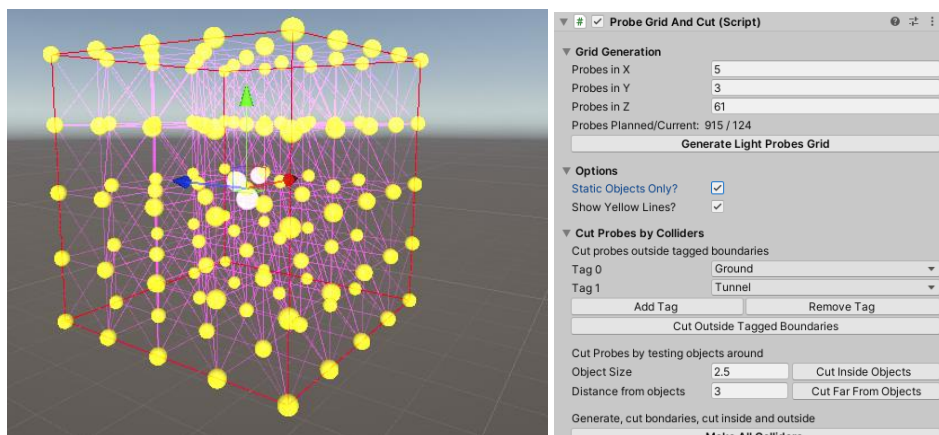 Probe Grid And Cut (Script)
Grid Generation
Probes in X 5
Probes in Y 3
Probes in Z 61
Probes Planned/Current: 915 / 124
Generate Light Probes Grid
Options
Static Objects Only?
Show Yellow Lines?
Cut Probes by Colliders
Cut probes outside tagged boundaries
Tag 0 Ground
Tag 1 Tunnel
Add Tag Remove Tag
Cut Outside Tagged Boundaries
Cut Probes by testing objects around
Object Size 2.5 Cut Inside Objects
Distance from objects 3 Cut Far From Objects
Generate, cut bondaries, cut inside and outside